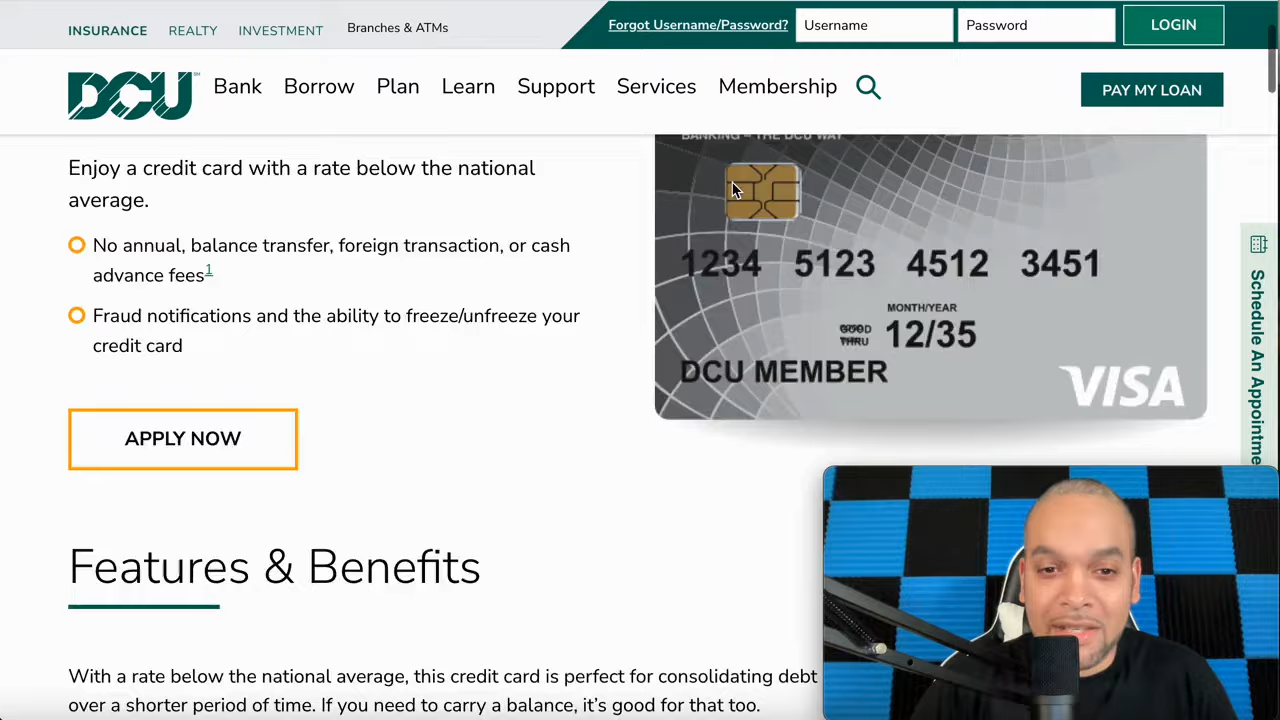 INSURANCE REALTY INVESTMENT Branches & ATMs Forgot Username/Password? Username Password LOGIN
DCU Bank Borrow Plan Learn Support Services Membership PAY MY LOAN
BANKING – THE DCU WAY
Enjoy a credit card with a rate below the national
average.
No annual, balance transfer, foreign transaction, or cash
advance fees1
Fraud notifications and the ability to freeze/unfreeze your
credit card
APPLY NOW
1234 5123 4512 3451
MONTH/YEAR
GOOD
THRU
12/35
DCU MEMBER
VISA
Schedule An Appointme
Features & Benefits
With a rate below the national average, this credit card is perfect for consolidating debt
over a shorter period of time. If you need to carry a balance, it’s good for that too.